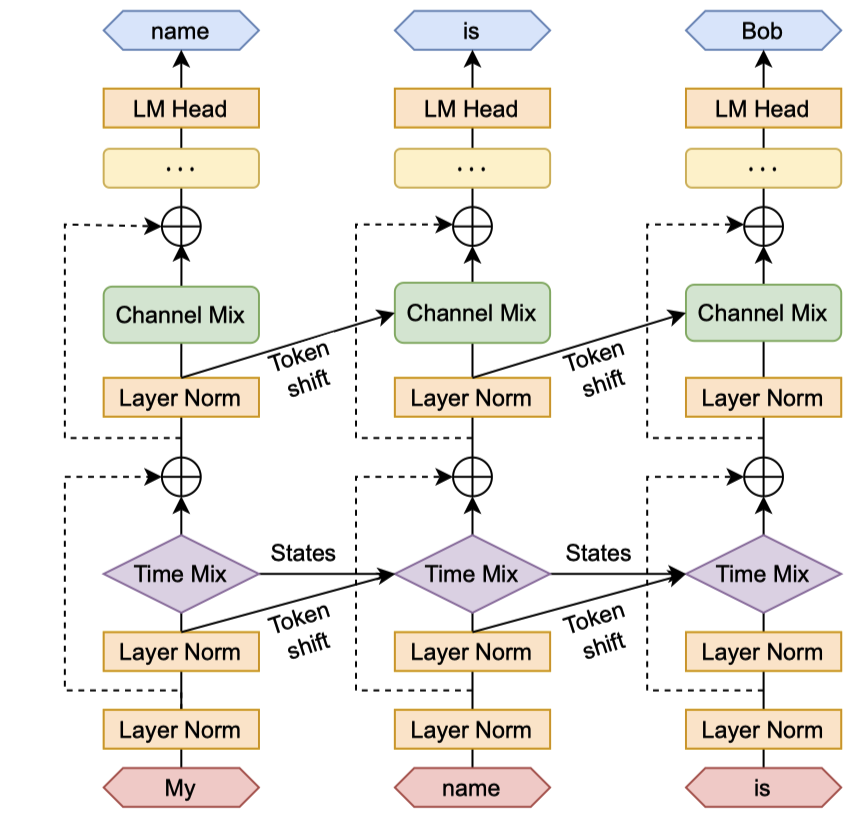 name
is
Bob
LM Head
LM Head
LM Head
...
...
...
Channel Mix
Channel Mix
Channel Mix
Token
shift
Token
shift
Layer Norm
Layer Norm
Layer Norm
States
States
Time Mix
Time Mix
Time Mix
Token
shift
Token
shift
Layer Norm
Layer Norm
Layer Norm
Layer Norm
Layer Norm
Layer Norm
My
name
is